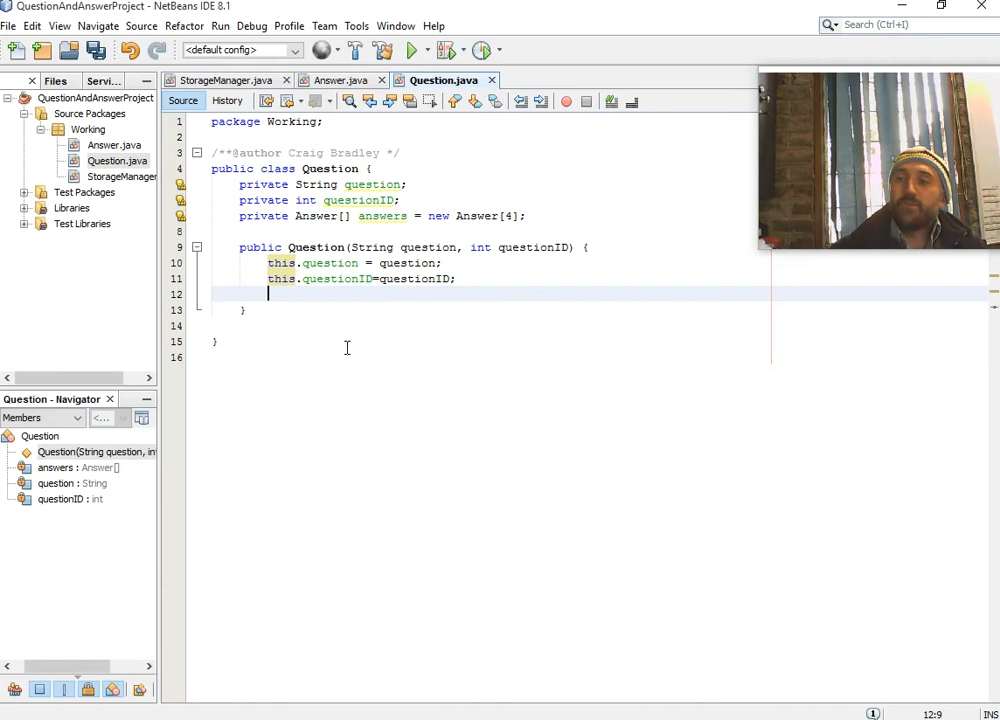 QuestionAndAnswerProject - NetBeans IDE 8.1
File Edit View Navigate Source Refactor Run Debug Profile Team Tools Window Help
Search (Ctrl+I)
<default config>
Files Servi...
StorageManager.java Answer.java Question.java
Source History
QuestionAndAnswerProject
Source Packages
Working
Answer.java
Question.java
StorageManager
Test Packages
Libraries
Test Libraries
1 package Working;
2
3 /**@author Craig Bradley */
4 public class Question {
private String question;
private int questionID;
private Answer[] answers = new Answer[4];
8
9 public Question(String question, int questionID) {
10 this.question = question;
11 this.questionID=questionID;
12
13 }
14
15 }
16
Question - Navigator
Members <...
Question
Question(String question, in
answers : Answer[]
question : String
questionID : int
1 12:9 INS